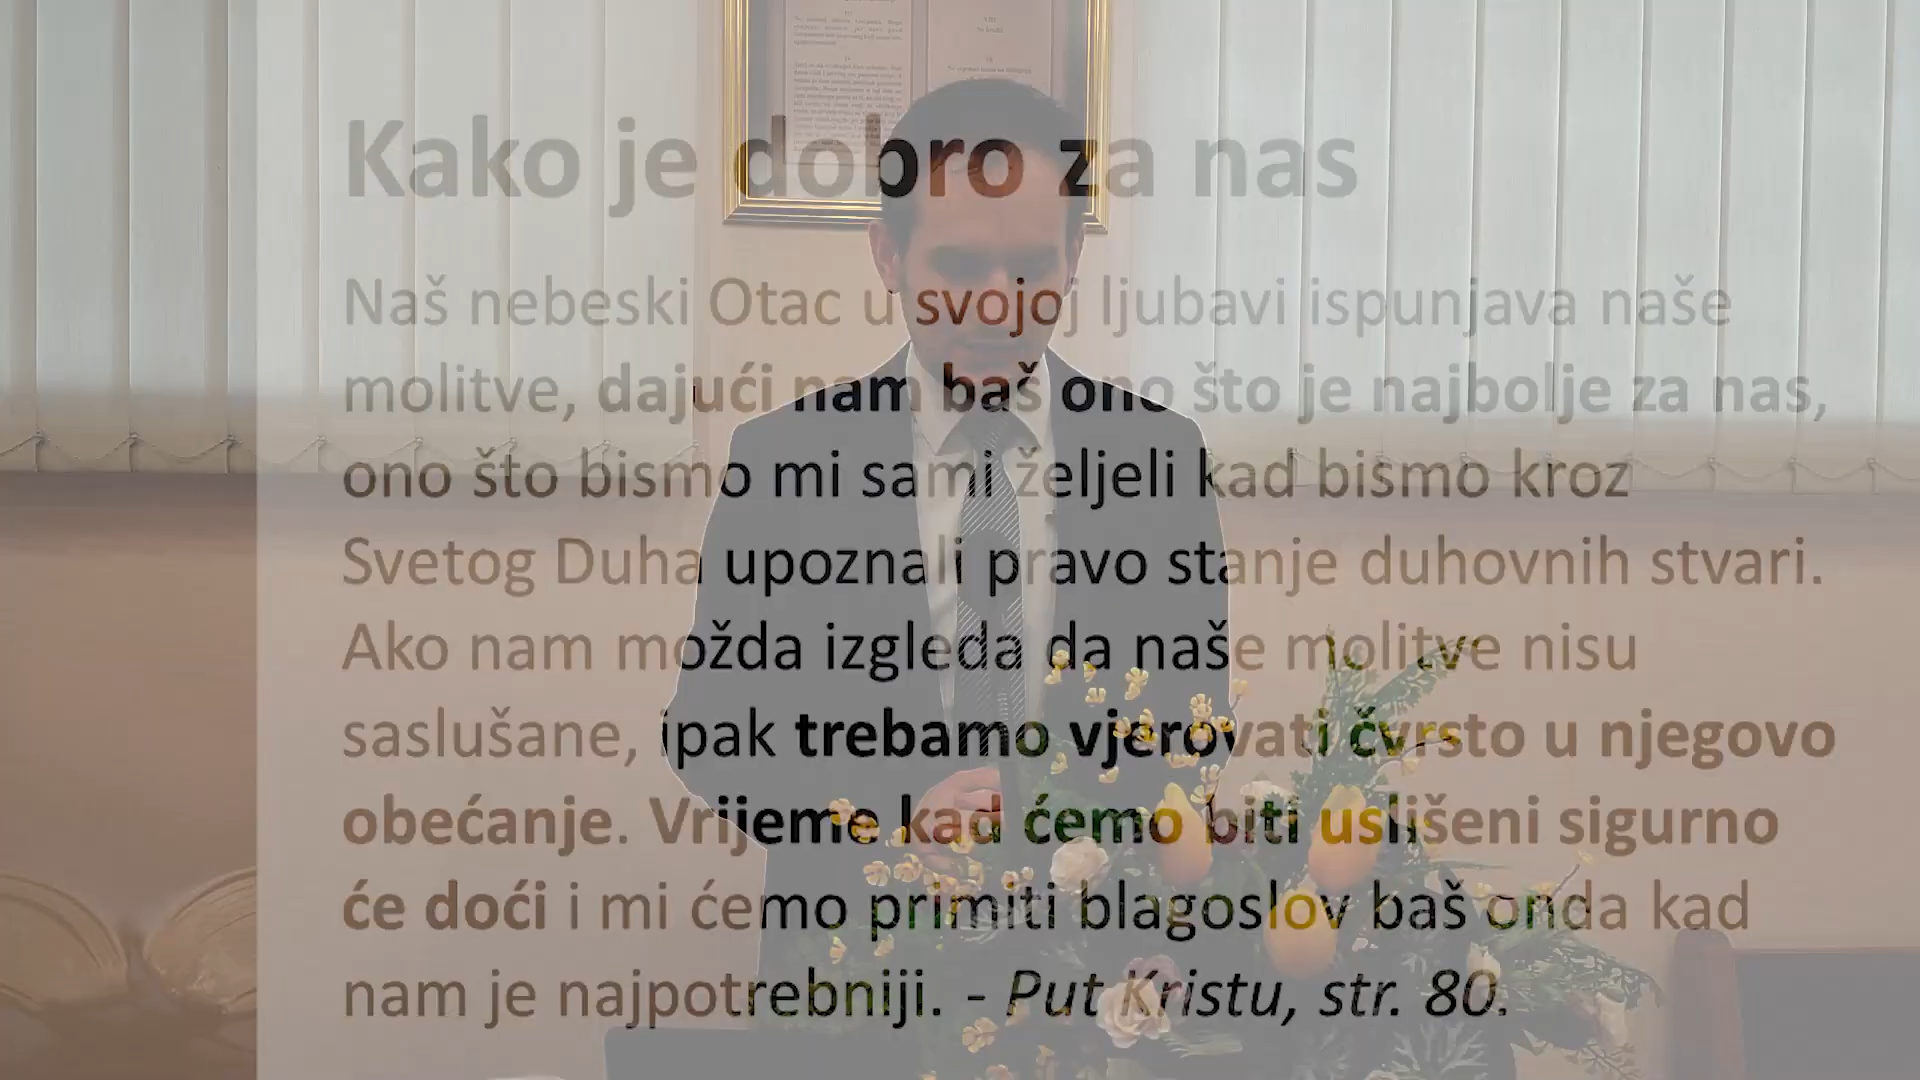 Kako je dobro za nas
Naš nebeski Otac u svojoj ljubavi ispunjava naše
molitve, dajući nam baš ono što je najbolje za nas,
ono što bismo mi sami željeli kad bismo kroz
Svetog Duha upoznali pravo stanje duhovnih stvari.
Ako nam možda izgleda da naše molitve nisu
saslušane, ipak trebamo vjerovati čvrsto u njegovo
obećanje. Vrijeme kad ćemo biti uslišeni sigurno
će doći i mi ćemo primiti blagoslov baš onda kad
nam je najpotrebniji. - Put Kristu, str. 80.